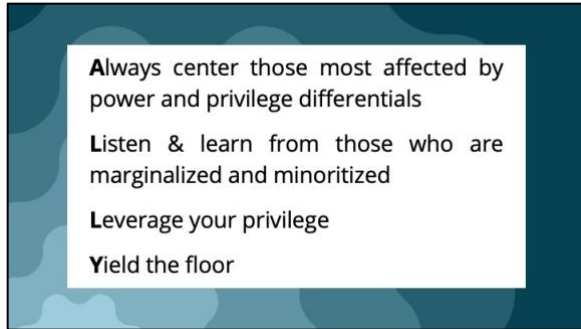 Always center those most affected by
power and privilege differentials
Listen & learn from those who are
marginalized and minoritized
Leverage your privilege
Yield the floor